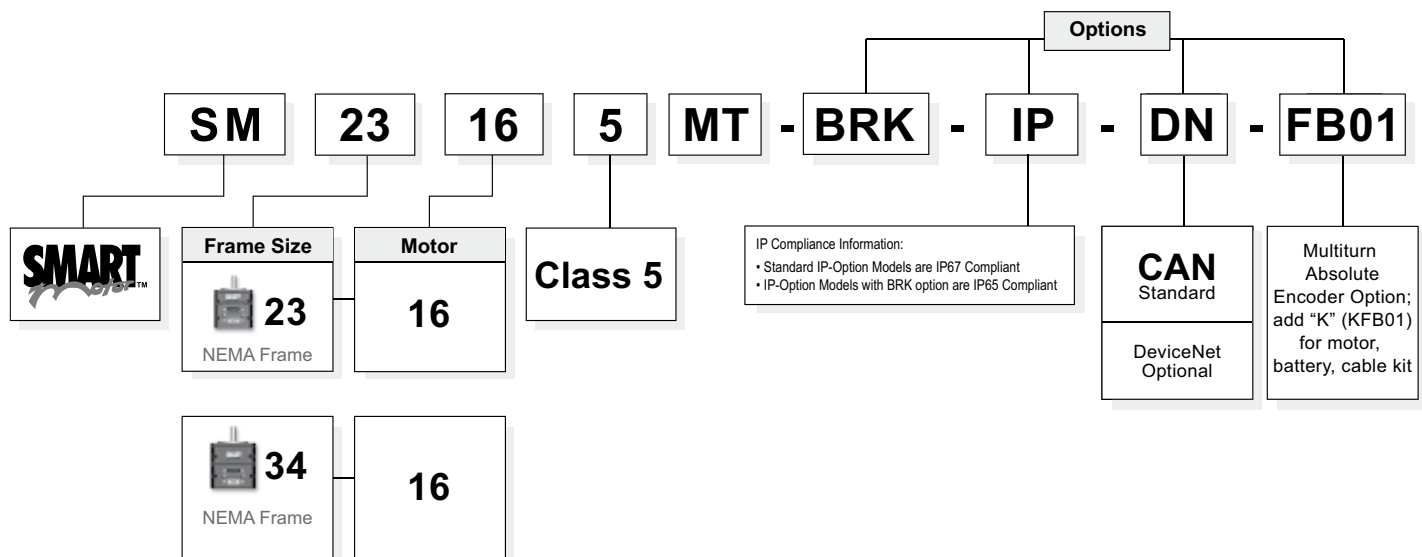 Options
SM 23 16 5 MT - BRK - IP - DN - FB01
SMART
Motor™
Frame Size
23
NEMA Frame
Motor
16
Class 5
IP Compliance Information:
• Standard IP-Option Models are IP67 Compliant
• IP-Option Models with BRK option are IP65 Compliant
CAN
Standard
DeviceNet
Optional
Multiturn
Absolute
Encoder Option;
add “K” (KFB01)
for motor,
battery, cable kit
34
NEMA Frame
16